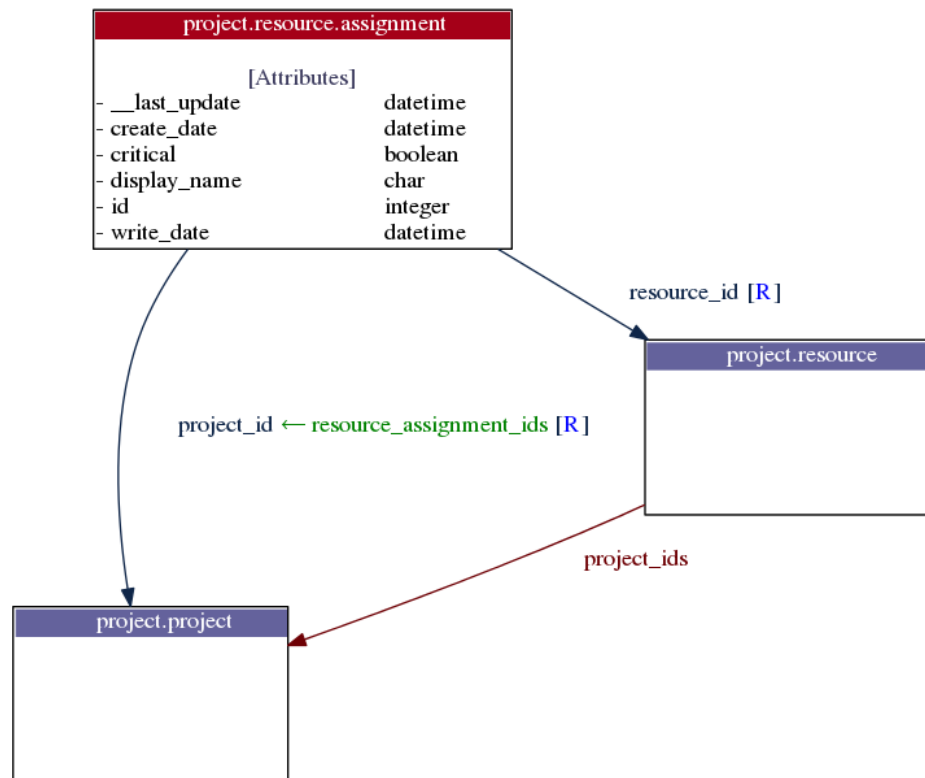 project.resource.assignment
[Attributes]
- __last_update datetime
- create_date datetime
- critical boolean
- display_name char
- id integer
- write_date datetime
resource_id [R]
project.resource
project_id ← resource_assignment_ids [R]
project_ids
project.project